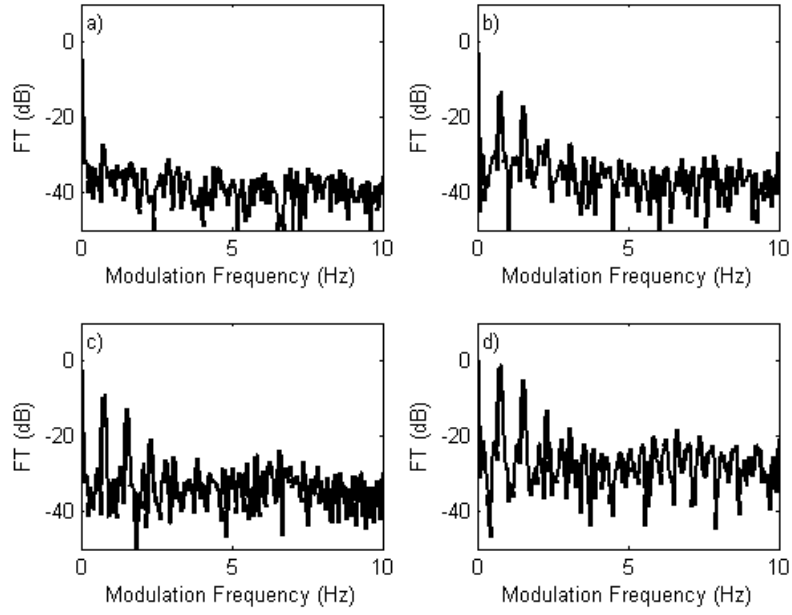 a)
0
-20
-40
FT (dB)
0 5 10
Modulation Frequency (Hz)
b)
0
-20
-40
FT (dB)
0 5 10
Modulation Frequency (Hz)
c)
0
-20
-40
FT (dB)
0 5 10
Modulation Frequency (Hz)
d)
0
-20
-40
FT (dB)
0 5 10
Modulation Frequency (Hz)